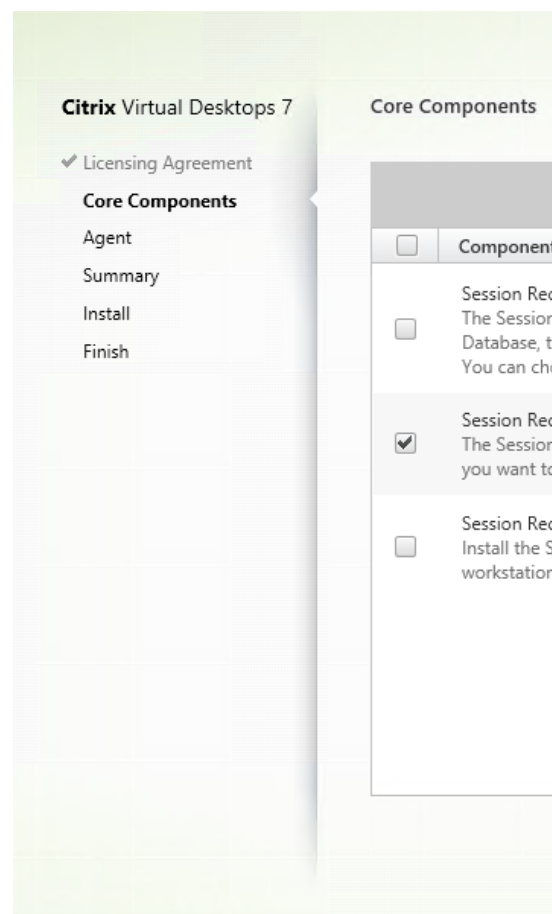 Citrix Virtual Desktops 7
Licensing Agreement
Core Components
Agent
Summary
Install
Finish
Core Components
Component
Session Rec
The Session
Database, t
You can cho
Session Rec
The Session
you want to
Session Rec
Install the S
workstation